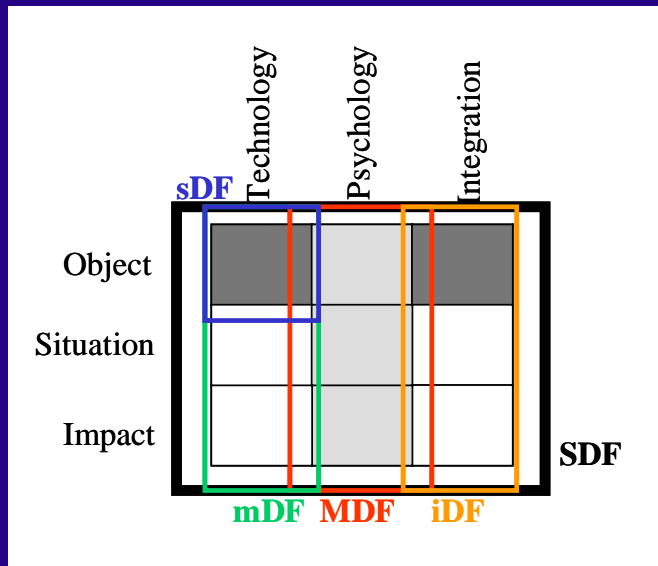 Technology
Psychology
Integration
sDF
Object
Situation
Impact
SDF
mDF MDF iDF